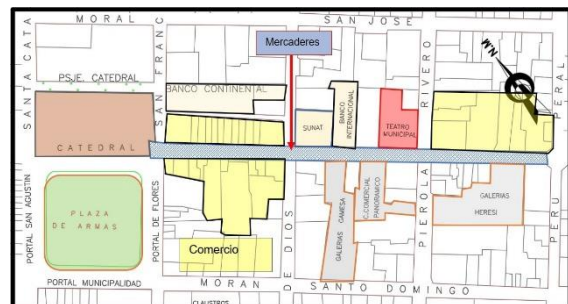 MORAL
SAN JOSE
Mercaderes
SANTA CATA
PSJE. CATEDRAL
SAN FRANC
BANCO CONTINENTAL
SUNAT
BANCO
INTERNACIONAL
TEATRO
MUNICIPAL
RIVERO
PERAL
N.M.
CATEDRAL
PORTAL SAN AGUSTIN
PLAZA
DE ARMAS
PORTAL DE FLORES
Comercio
DE DIOS
GALERIAS
GAMESA
C.COMERCIAL
PANORAMICO
PIEROLA
GALERIAS
HERESI
PERU
PORTAL MUNICIPALIDAD
MORAN
SANTO DOMINGO
CLAUSTROS